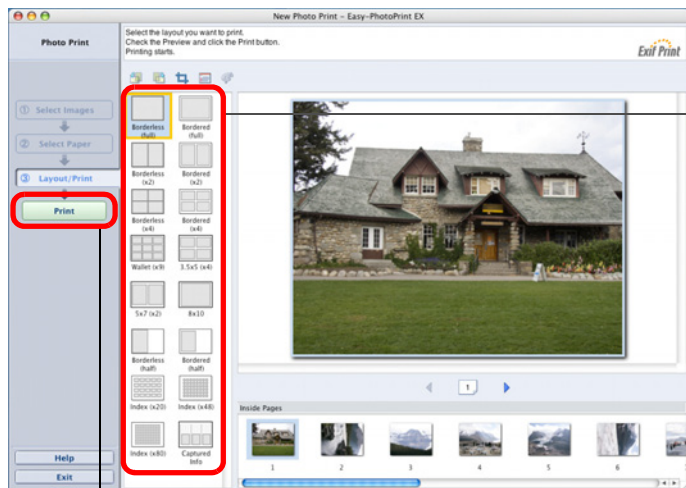 New Photo Print - Easy-PhotoPrint EX
Photo Print
Select the layout you want to print.
Check the Preview and click the Print button.
Printing starts.
Exif Print
① Select Images
② Select Paper
③ Layout/Print
Print
Borderless (full)
Bordered (full)
Borderless (x2)
Bordered (x2)
Borderless (x4)
Bordered (x4)
Wallet (x9)
3.5x5 (x4)
5x7 (x2)
8x10
Borderless (half)
Bordered (half)
Index (x20)
Index (x48)
Index (x80)
Captured Info
1
Inside Pages
1
2
3
4
5
6
Help
Exit